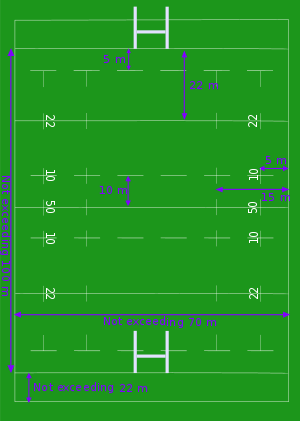 5 m
22 m
22 22
5 m
10 10
10 m
15 m
50 50
10 10
Not exceeding 100 m
22 22
Not exceeding 70 m
Not exceeding 22 m